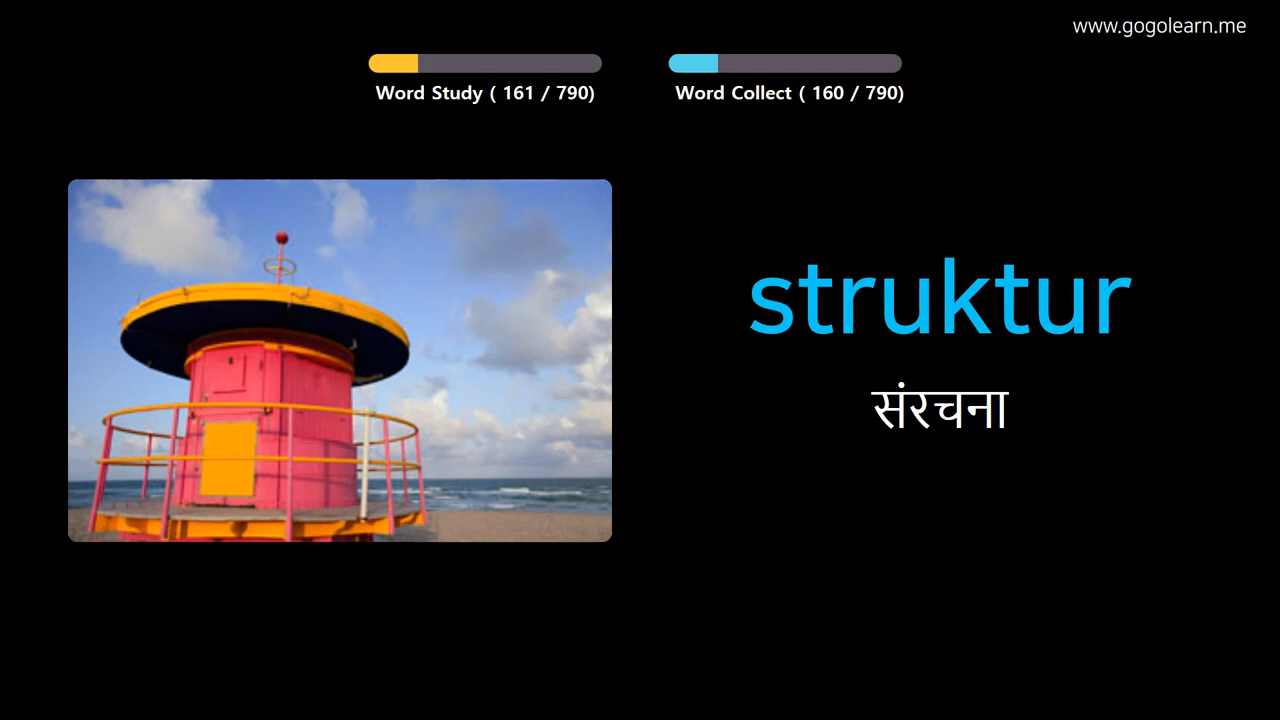 www.gogolearn.me
Word Study ( 161 / 790)
Word Collect ( 160 / 790)
struktur
संरचना